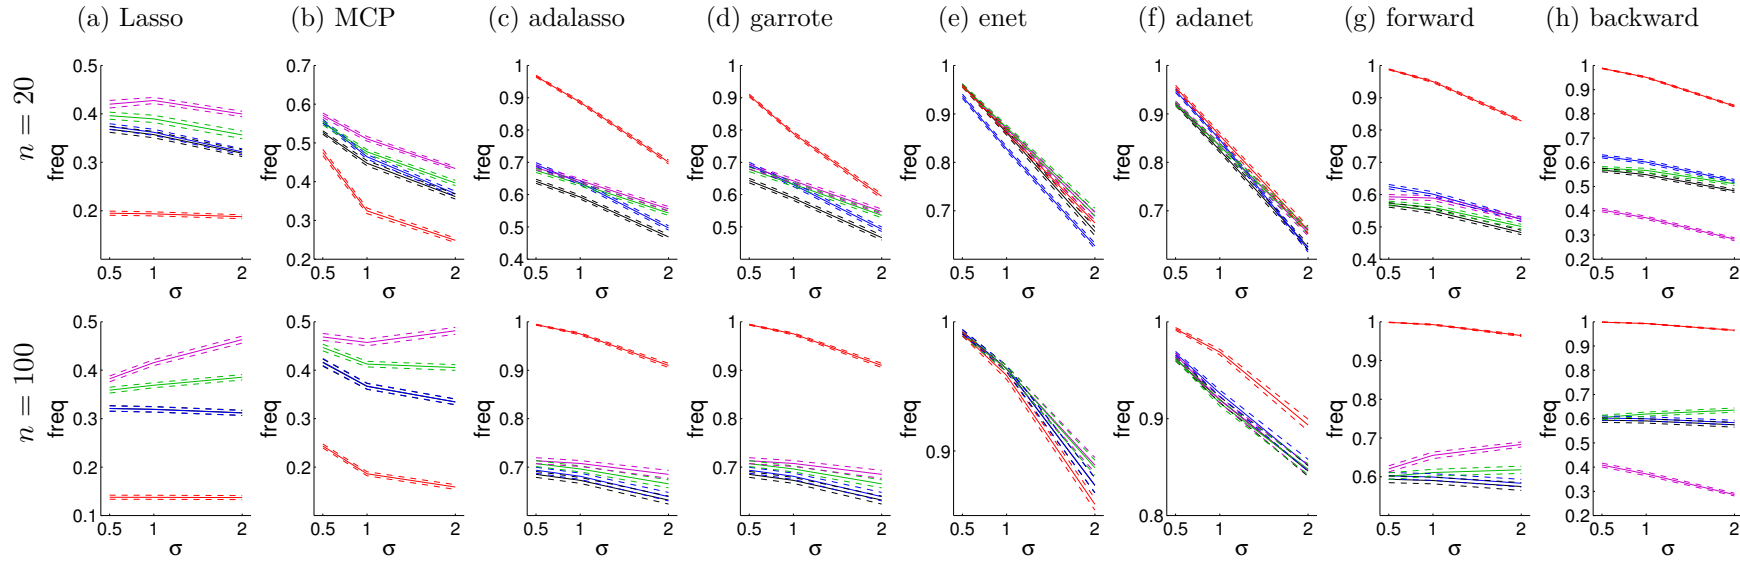 (a) Lasso (b) MCP (c) adalasso (d) garrote (e) enet (f) adanet (g) forward (h) backward
n = 20
freq
0.5 0.4 0.3 0.2
0.5 1 2
σ
freq
0.7 0.6 0.5 0.4 0.3 0.2
0.5 1 2
σ
freq
1 0.9 0.8 0.7 0.6 0.5 0.4
0.5 1 2
σ
freq
1 0.9 0.8 0.7 0.6 0.5 0.4
0.5 1 2
σ
freq
1 0.9 0.8 0.7
0.5 1 2
σ
freq
1 0.9 0.8 0.7
0.5 1 2
σ
freq
1 0.9 0.8 0.7 0.6 0.5 0.4
0.5 1 2
σ
freq
1 0.9 0.8 0.7 0.6 0.5 0.4 0.3 0.2
0.5 1 2
σ
n = 100
freq
0.5 0.4 0.3 0.2 0.1
0.5 1 2
σ
freq
0.5 0.4 0.3 0.2
0.5 1 2
σ
freq
1 0.9 0.8 0.7
0.5 1 2
σ
freq
1 0.9 0.8 0.7
0.5 1 2
σ
freq
1 0.9
0.5 1 2
σ
freq
1 0.9 0.8
0.5 1 2
σ
freq
1 0.9 0.8 0.7 0.6
0.5 1 2
σ
freq
1 0.9 0.8 0.7 0.6 0.5 0.4 0.3 0.2
0.5 1 2
σ